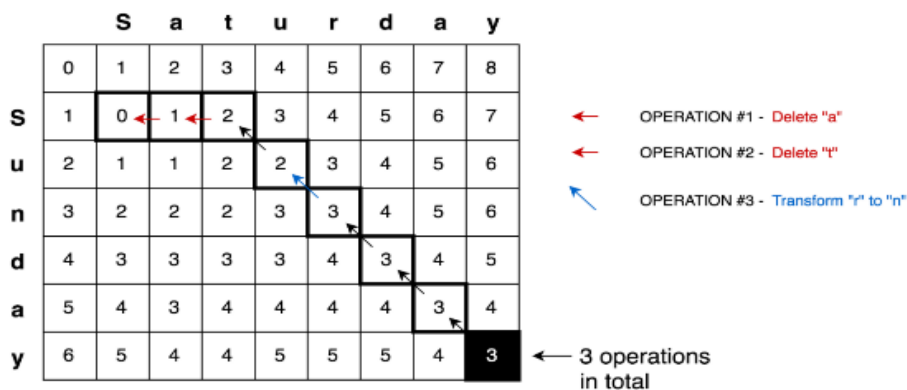 S a t u r d a y
0 1 2 3 4 5 6 7 8
S 1 0 1 2 3 4 5 6 7
u 2 1 1 2 2 3 4 5 6
n 3 2 2 2 3 3 4 5 6
d 4 3 3 3 3 4 3 4 5
a 5 4 3 4 4 4 4 3 4
y 6 5 4 4 5 5 5 4 3
OPERATION #1 - Delete "a"
OPERATION #2 - Delete "t"
OPERATION #3 - Transform "r" to "n"
3 operations
in total